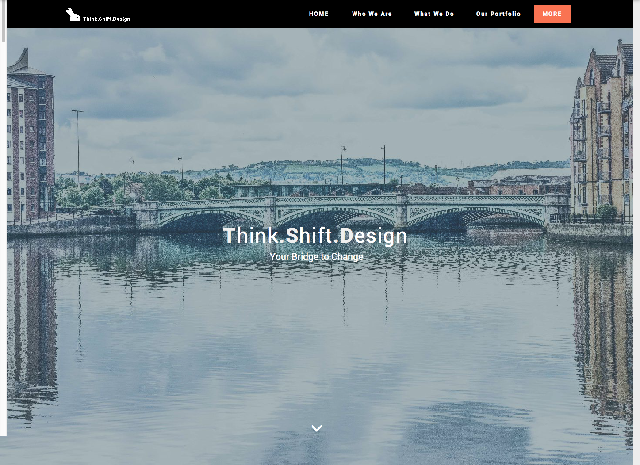 Think.Shift.Design
HOME
Who We Are
What We Do
Our Portfolio
MORE
Think.Shift.Design
Your Bridge to Change